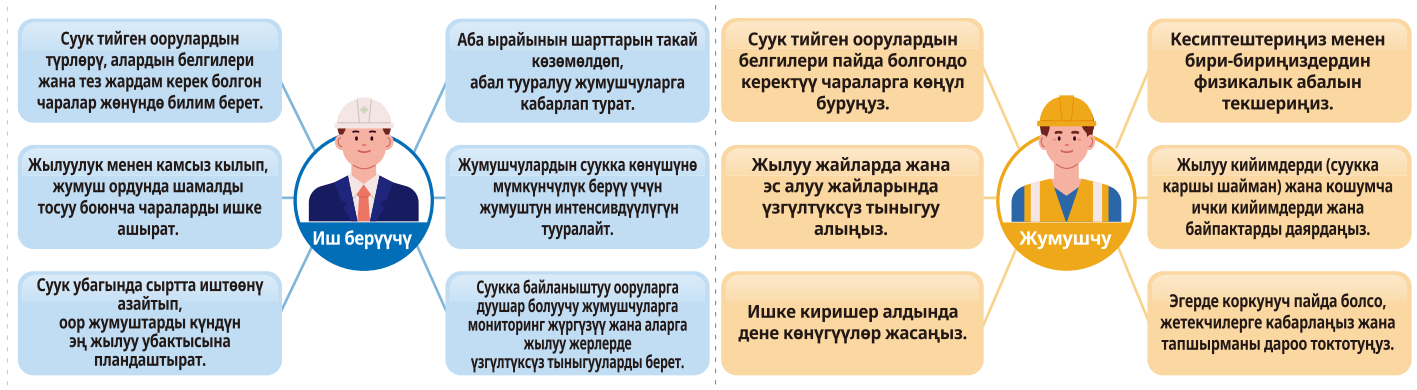 Суук тийген оорулардын
түрлөрү, алардын белгилери
жана тез жардам керек болгон
чаралар жөнүндө билим берет.
Жылуулук менен камсыз кылып,
жумуш ордунда шамалды
тосуу боюнча чараларды ишке
ашырат.
Суук убагында сыртта иштөөнү
азайтып,
оор жумуштарды күндүн
эң жылуу убактысына
пландаштырат.
Иш берүүчү
Аба ырайынын шарттарын такай
көзөмөлдөп,
абал тууралуу жумушчуларга
кабарлап турат.
Жумушчулардын суукка көнүшүнө
мүмкүнчүлүк берүү үчүн
жумуштун интенсивдүүлүгүн
тууралайт.
Суукка байланыштуу ооруларга
душар болуучу жумушчуларга
мониторинг жүргүзүү жана аларга
жылуу жерлерде
үзгүлтүксүз тыныгууларды берет.
Суук тийген оорулардын
белгилери пайда болгондо
керектүү чараларга көңүл
буруңуз.
Жылуу жайларда жана
эс алуу жайларында
үзгүлтүксүз тыныгуу
алыңыз.
Ишке киришер алдында
дене көнүгүүлөр жасаңыз.
Жумушчу
Кесиптештериңиз менен
бири-бириңиздердин
физикалык абалын
текшериңиз.
Жылуу кийимдерди (суукка
каршы шайман) жана кошумча
ички кийимдерди жана
байпактарды даярдаңыз.
Эгерде коркунуч пайда болсо,
жетекчилерге кабарлаңыз жана
тапшырманы дароо токтотуңуз.